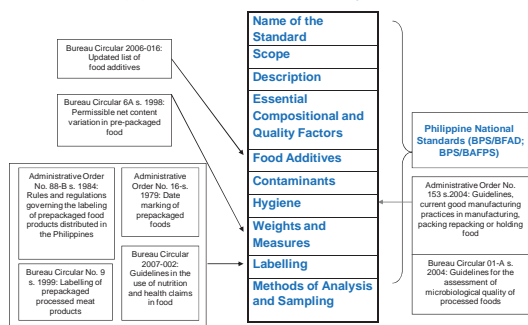 Bureau Circular 2006-016:
Updated list of
food additives
Bureau Circular 6A s. 1998:
Permissible net content
variation in pre-packaged
food
Administrative Order
No. 88-B s. 1984:
Rules and regulations
governing the labeling
of prepackaged food
products distributed in
the Philippines
Administrative
Order No. 16-s.
1979: Date
marking of
prepackaged
foods
Bureau Circular No. 9
s. 1999: Labelling of
prepackaged
processed meat
products
Bureau Circular
2007-002:
Guidelines in
the use of nutrition
and health claims
in food
Name of the
Standard
Scope
Description
Essential
Compositional and
Quality Factors
Food Additives
Contaminants
Hygiene
Weights and
Measures
Labelling
Methods of Analysis
and Sampling
Philippine National
Standards (BPS/BFAD;
BPS/BAFPS)
Administrative Order No.
153 s.2004: Guidelines,
current good manufacturing
practices in manufacturing,
packing repacking or holding
food
Bureau Circular 01-A s.
2004: Guidelines for the
assessment of
microbiological quality of
processed foods